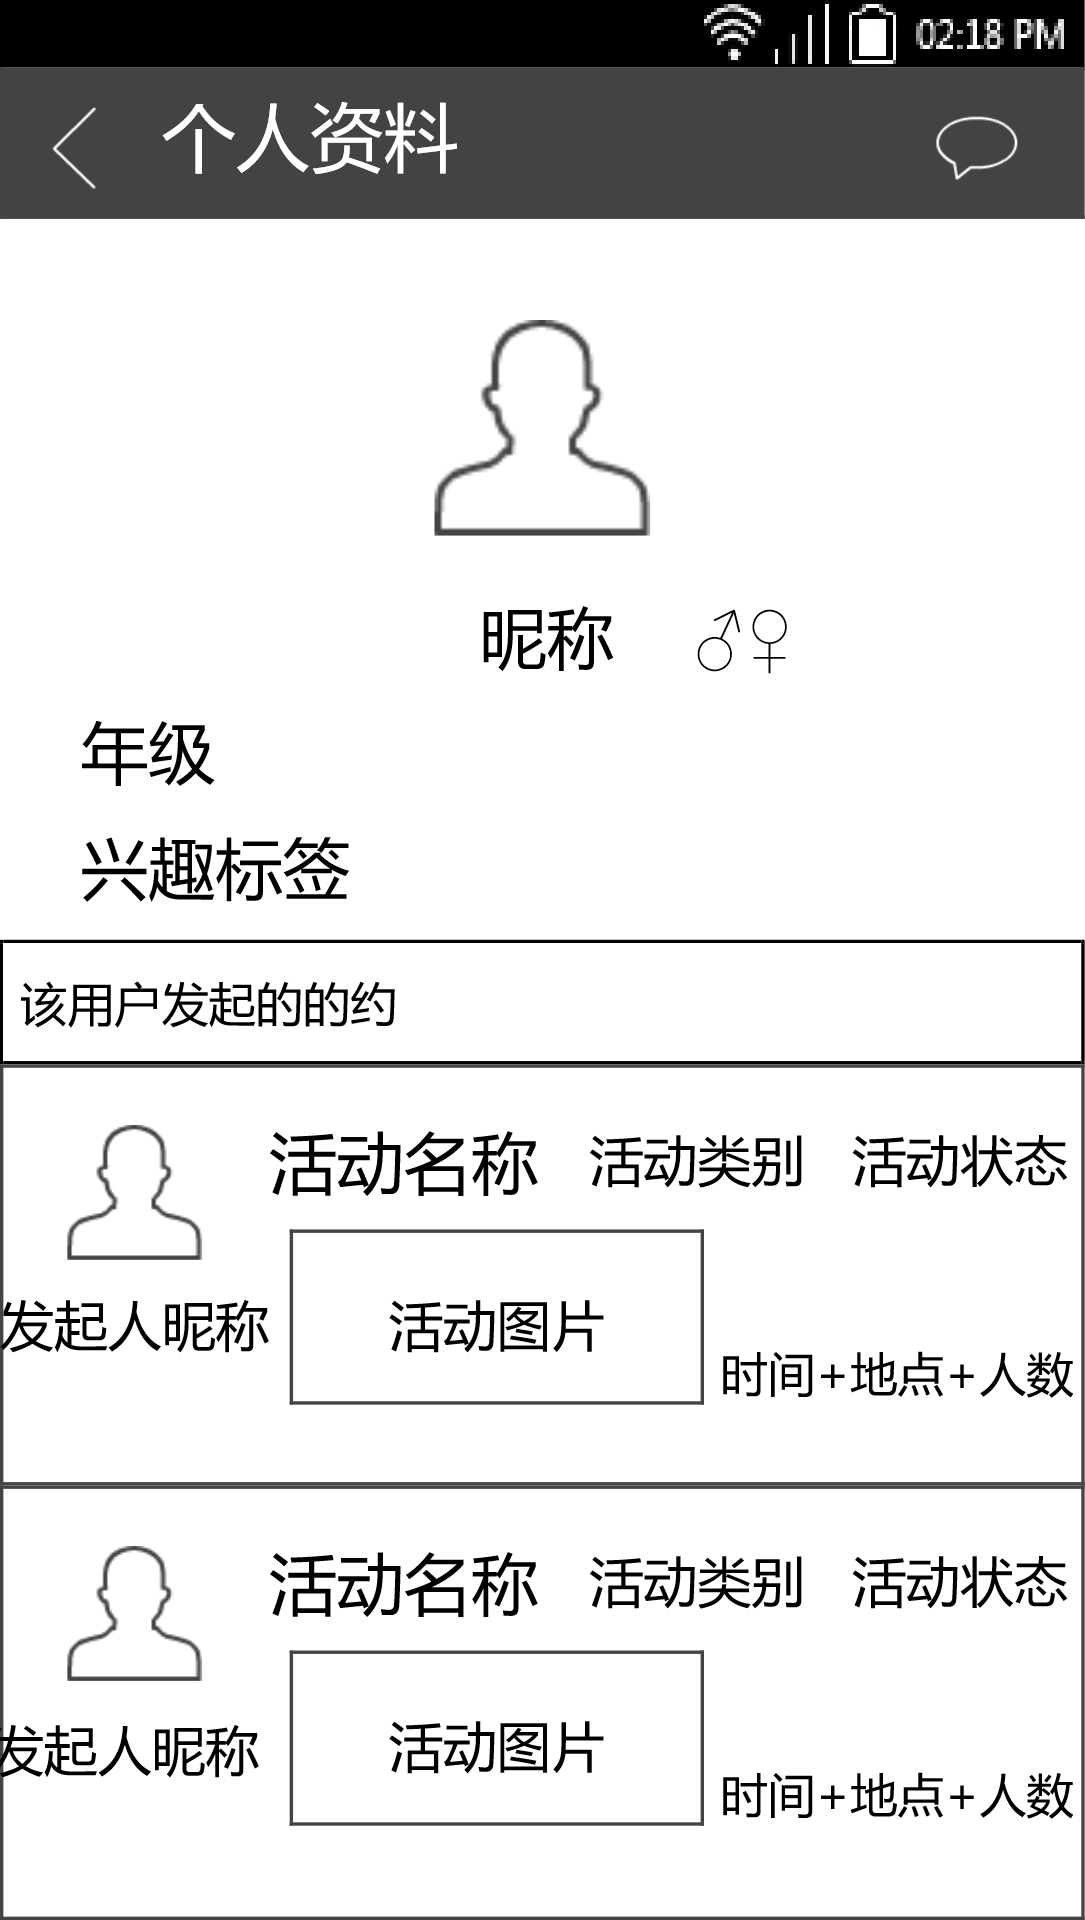 02:18 PM
个人资料
昵称 ♂♀
年级
兴趣标签
该用户发起的的约
活动名称 活动类别 活动状态
发起人昵称 活动图片
时间+地点+人数
活动名称 活动类别 活动状态
发起人昵称 活动图片
时间+地点+人数